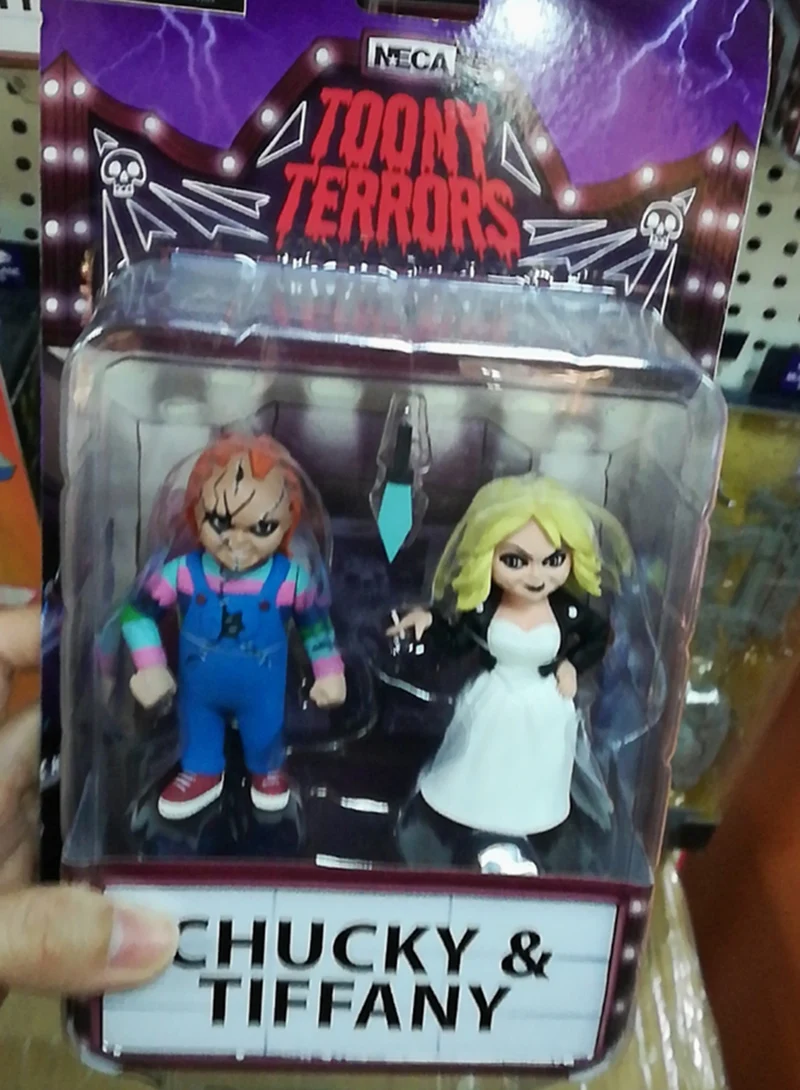 NECA
TOONY
TERRORS
CHUCKY &
TIFFANY